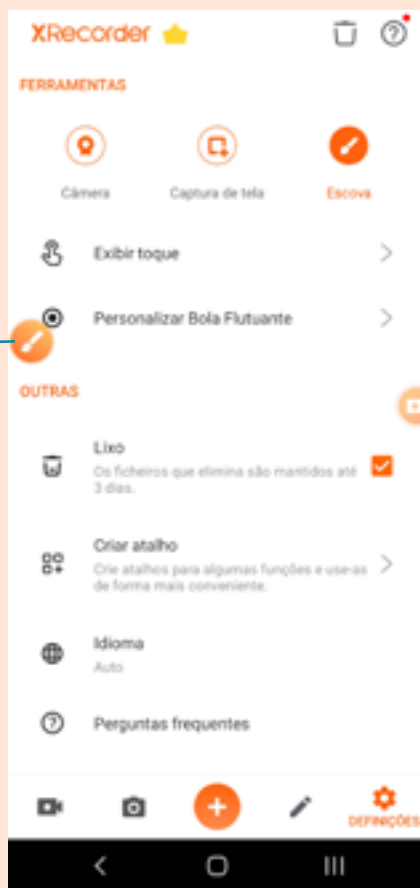 XRecorder
FERRAMENTAS
Câmera
Captura de tela
Escova
Exibir toque
Personalizar Bola Flutuante
OUTRAS
Lixo
Os ficheiros que elimina são mantidos até
3 dias.
Criar atalho
Crie atalhos para algumas funções e use-as
de forma mais conveniente.
Idioma
Auto
Perguntas frequentes
DEFINIÇÕES